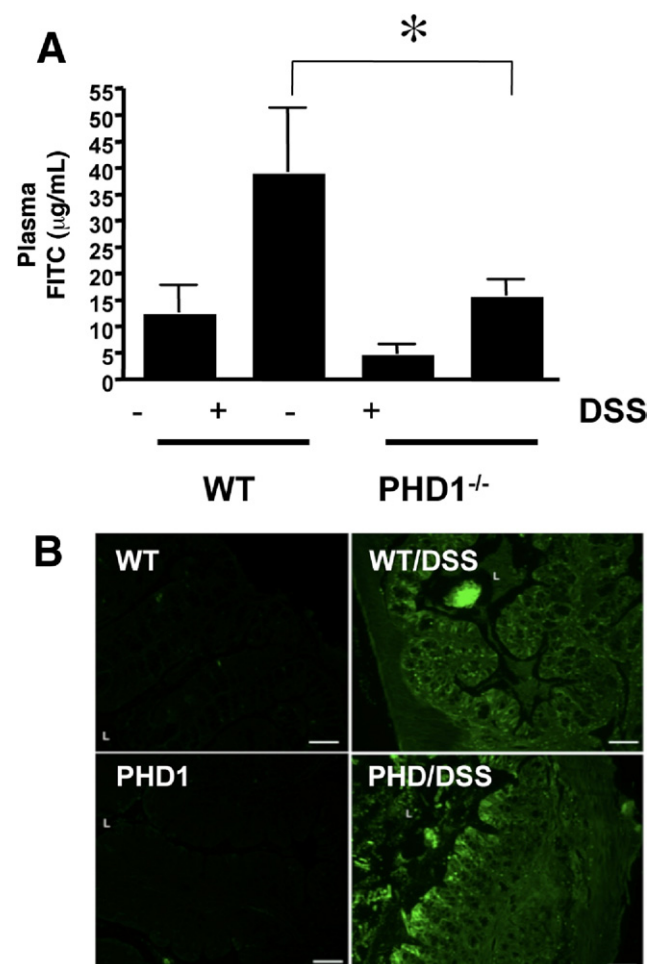 A
*
55
50
45
40
35
30
25
20
15
10
5
0
Plasma
FITC (μg/mL)
- + - + DSS
WT PHD1-/-
B
WT WT/DSS
L
L
PHD1 PHD/DSS
L L